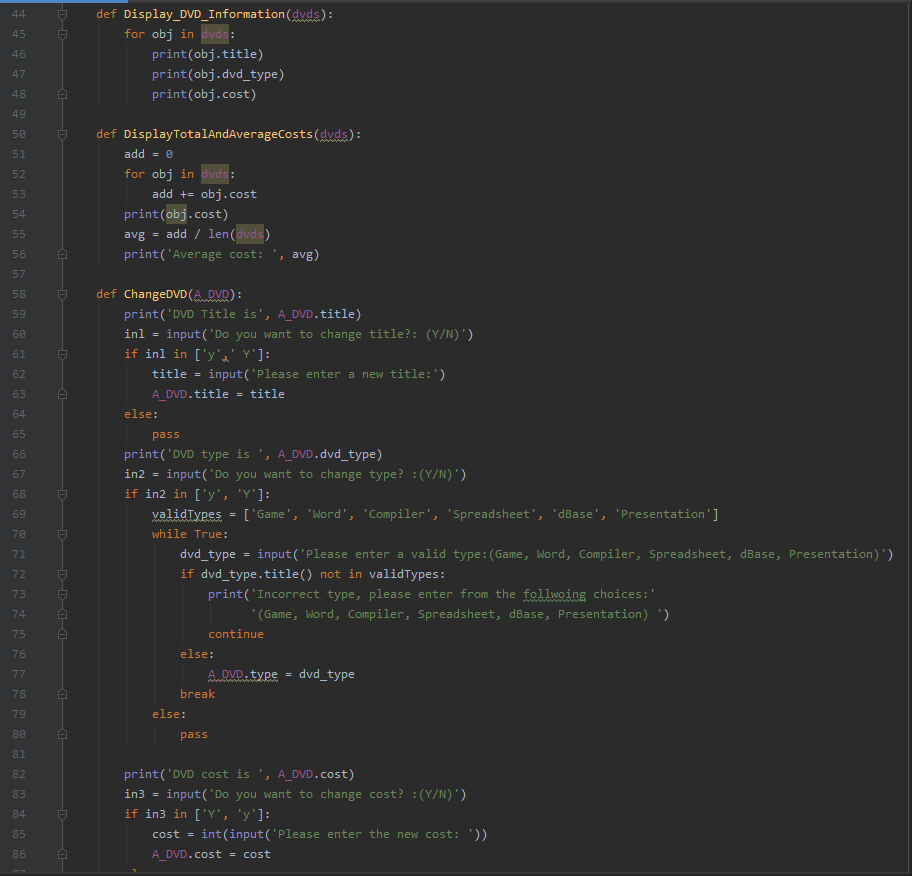 44 def Display_DVD_Information(dvds):
45 for obj in dvds:
46 print(obj.title)
47 print(obj.dvd_type)
48 print(obj.cost)
49
50 def DisplayTotalAndAverageCosts(dvds):
51 add = 0
52 for obj in dvds:
53 add += obj.cost
54 print(obj.cost)
55 avg = add / len(dvds)
56 print('Average cost: ', avg)
57
58 def ChangeDVD(A_DVD):
59 print('DVD Title is', A_DVD.title)
60 inl = input('Do you want to change title?: (Y/N)')
61 if inl in ['y',' Y']:
62 title = input('Please enter a new title:')
63 A_DVD.title = title
64 else:
65 pass
66 print('DVD type is ', A_DVD.dvd_type)
67 in2 = input('Do you want to change type? :(Y/N)')
68 if in2 in ['y', 'Y']:
69 validTypes = ['Game', 'Word', 'Compiler', 'Spreadsheet', 'dBase', 'Presentation']
70 while True:
71 dvd_type = input('Please enter a valid type:(Game, Word, Compiler, Spreadsheet, dBase, Presentation)')
72 if dvd_type.title() not in validTypes:
73 print('Incorrect type, please enter from the follwoing choices:'
74 '(Game, Word, Compiler, Spreadsheet, dBase, Presentation) ')
75 continue
76 else:
77 A_DVD.type = dvd_type
78 break
79 else:
80 pass
81
82 print('DVD cost is ', A_DVD.cost)
83 in3 = input('Do you want to change cost? :(Y/N)')
84 if in3 in ['Y', 'y']:
85 cost = int(input('Please enter the new cost: '))
86 A_DVD.cost = cost